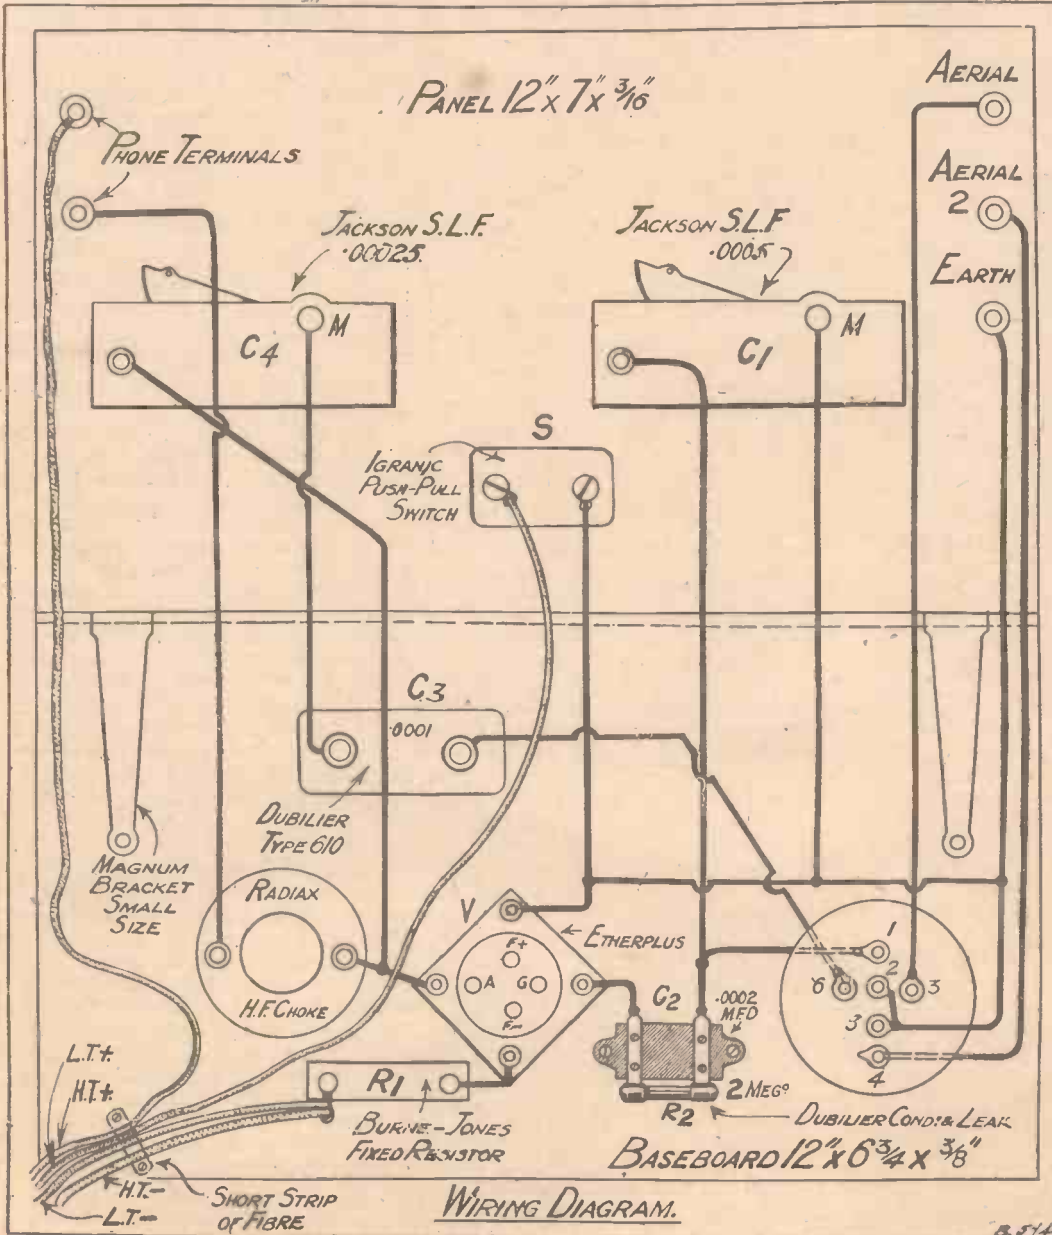 PANEL 12" x 7" x 3/16"
AERIAL
PHONE TERMINALS
AERIAL
2
JACKSON S.L.F.
.00025.
JACKSON S.L.F
.0005
EARTH
M
C4
M
C1
S
IGRANIC
PUSH-PULL
SWITCH
C3
.0001
DUBILIER
TYPE 610
MAGNUM
BRACKET
SMALL
SIZE
RADIAX
H.F. CHOKE
V
ETHERPLUS
F+
A
G
F-
C2
.0002
MFD
1
2
6
5
3
4
L.T+.
H.T+.
R1
2 MEGº
R2
DUBILIER COND: & LEAK
BURNE-JONES
FIXED RESISTOR
BASEBOARD 12" x 6 3/4 x 3/8"
H.T.-
L.T.-
SHORT STRIP
OF FIBRE
WIRING DIAGRAM.